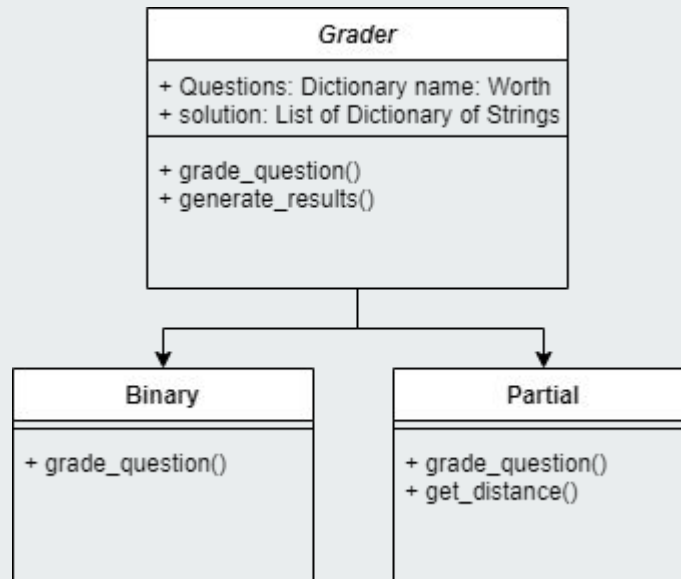 Grader
+ Questions: Dictionary name: Worth
+ solution: List of Dictionary of Strings
+ grade_question()
+ generate_results()
Binary
+ grade_question()
Partial
+ grade_question()
+ get_distance()